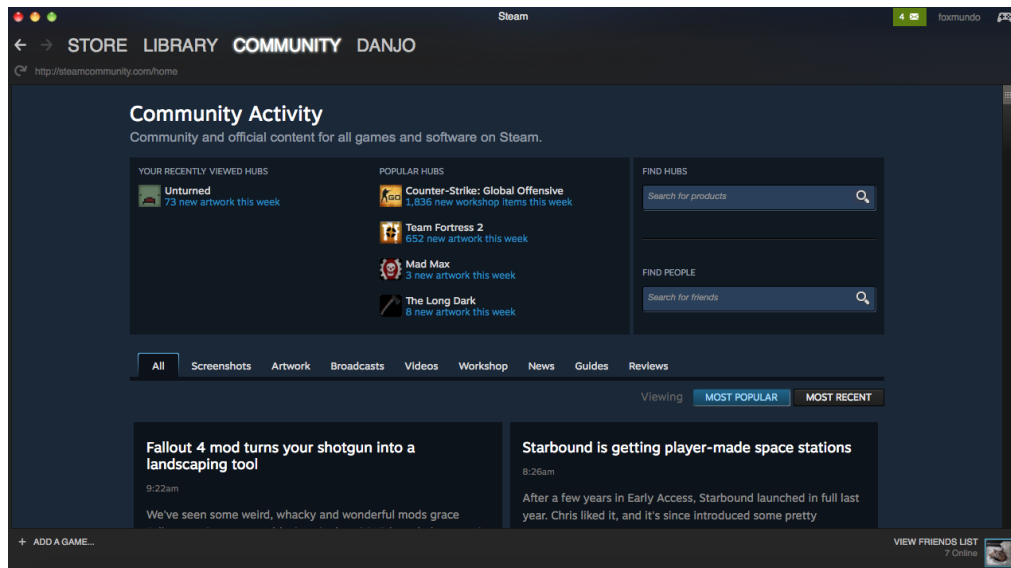 Steam
4
foxmundo
STORE LIBRARY COMMUNITY DANJO
http://steamcommunity.com/home
Community Activity
Community and official content for all games and software on Steam.
YOUR RECENTLY VIEWED HUBS
Unturned
73 new artwork this week
POPULAR HUBS
GO
Counter-Strike: Global Offensive
1,836 new workshop items this week
Team Fortress 2
652 new artwork this week
Mad Max
3 new artwork this week
The Long Dark
8 new artwork this week
FIND HUBS
Search for products
FIND PEOPLE
Search for friends
All Screenshots Artwork Broadcasts Videos Workshop News Guides Reviews
Viewing MOST POPULAR MOST RECENT
Fallout 4 mod turns your shotgun into a
landscaping tool
9:22am
We've seen some weird, whacky and wonderful mods grace
Starbound is getting player-made space stations
8:26am
After a few years in Early Access, Starbound launched in full last
year. Chris liked it, and it's since introduced some pretty
+ ADD A GAME...
VIEW FRIENDS LIST
7 Online